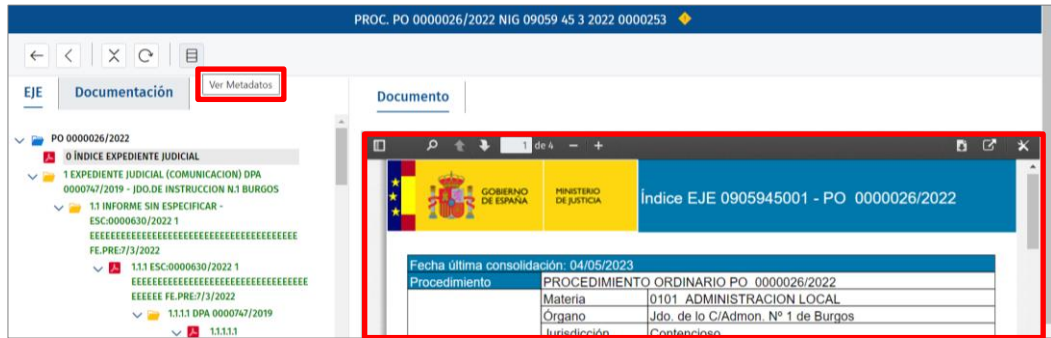 PROC. PO 0000026/2022 NIG 09059 45 3 2022 0000253
Ver Metadatos
EJE Documentación
Documento
PO 0000026/2022
0 ÍNDICE EXPEDIENTE JUDICIAL
1 EXPEDIENTE JUDICIAL (COMUNICACION) DPA
0000747/2019 - JDO.DE INSTRUCCION N.1 BURGOS
1.1 INFORME SIN ESPECIFICAR -
ESC:0000630/2022 1
EEEEEEEEEEEEEEEEEEEEEEEEEEEEEEEEEEEE
FE.PRE:7/3/2022
1.1.1 ESC:0000630/2022 1
EEEEEEEEEEEEEEEEEEEEEEEEEEEEEEEEE
EEEEEE FE.PRE:7/3/2022
1.1.1.1 DPA 0000747/2019
1.1.1.1.1
1 de 4
GOBIERNO
DE ESPAÑA
MINISTERIO
DE JUSTICIA
Índice EJE 0905945001 - PO 0000026/2022
Fecha última consolidación: 04/05/2023
Procedimiento PROCEDIMIENTO ORDINARIO PO 0000026/2022
Materia 0101 ADMINISTRACION LOCAL
Órgano Jdo. de lo C/Admon. Nº 1 de Burgos
Jurisdicción Contencioso